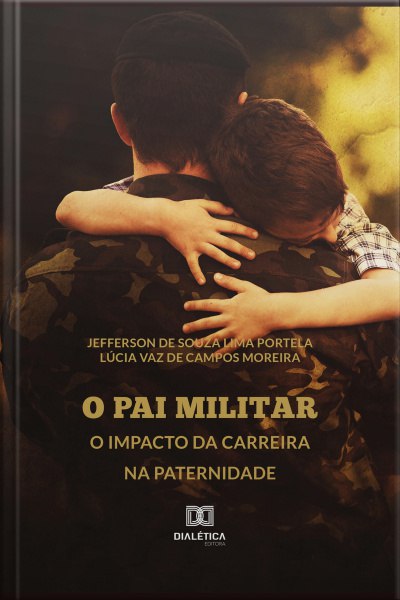 JEFFERSON DE SOUZA LIMA PORTELA
LÚCIA VAZ DE CAMPOS MOREIRA
O PAI MILITAR
O IMPACTO DA CARREIRA
NA PATERNIDADE
DIALÉTICA
EDITORA